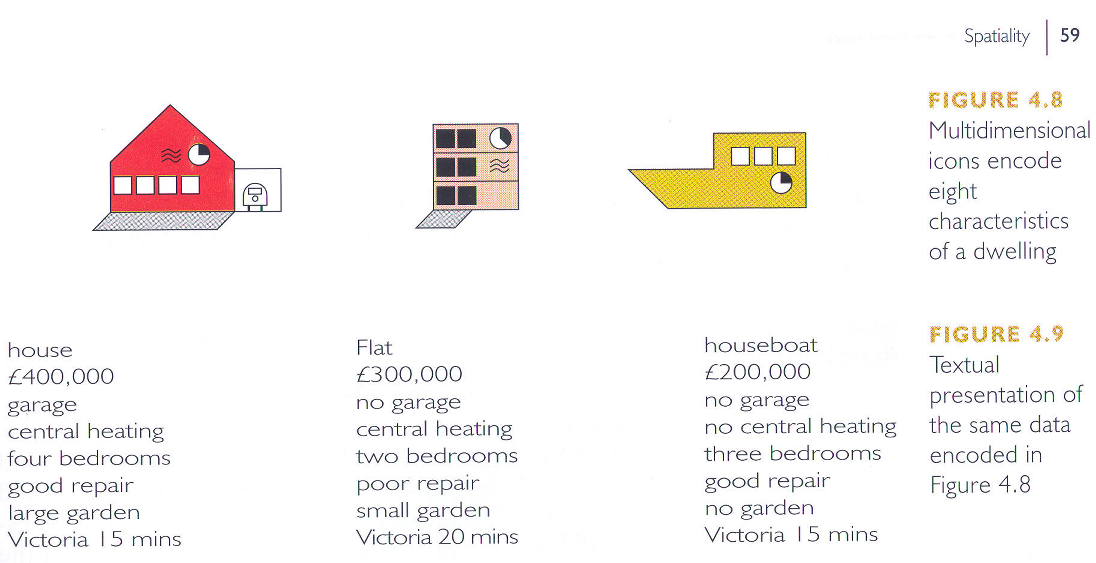 Spatiality 59
FIGURE 4.8
Multidimensional
icons encode
eight
characteristics
of a dwelling
house
£400,000
garage
central heating
four bedrooms
good repair
large garden
Victoria 15 mins
Flat
£300,000
no garage
central heating
two bedrooms
poor repair
small garden
Victoria 20 mins
houseboat
£200,000
no garage
no central heating
three bedrooms
good repair
no garden
Victoria 15 mins
FIGURE 4.9
Textual
presentation of
the same data
encoded in
Figure 4.8